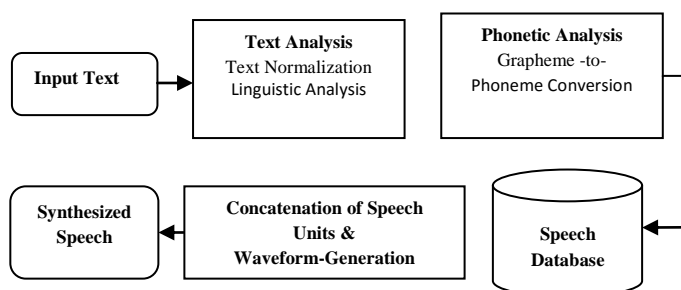 Input Text
Text Analysis
Text Normalization
Linguistic Analysis
Phonetic Analysis
Grapheme -to-
Phoneme Conversion
Synthesized
Speech
Concatenation of Speech
Units &
Waveform-Generation
Speech
Database